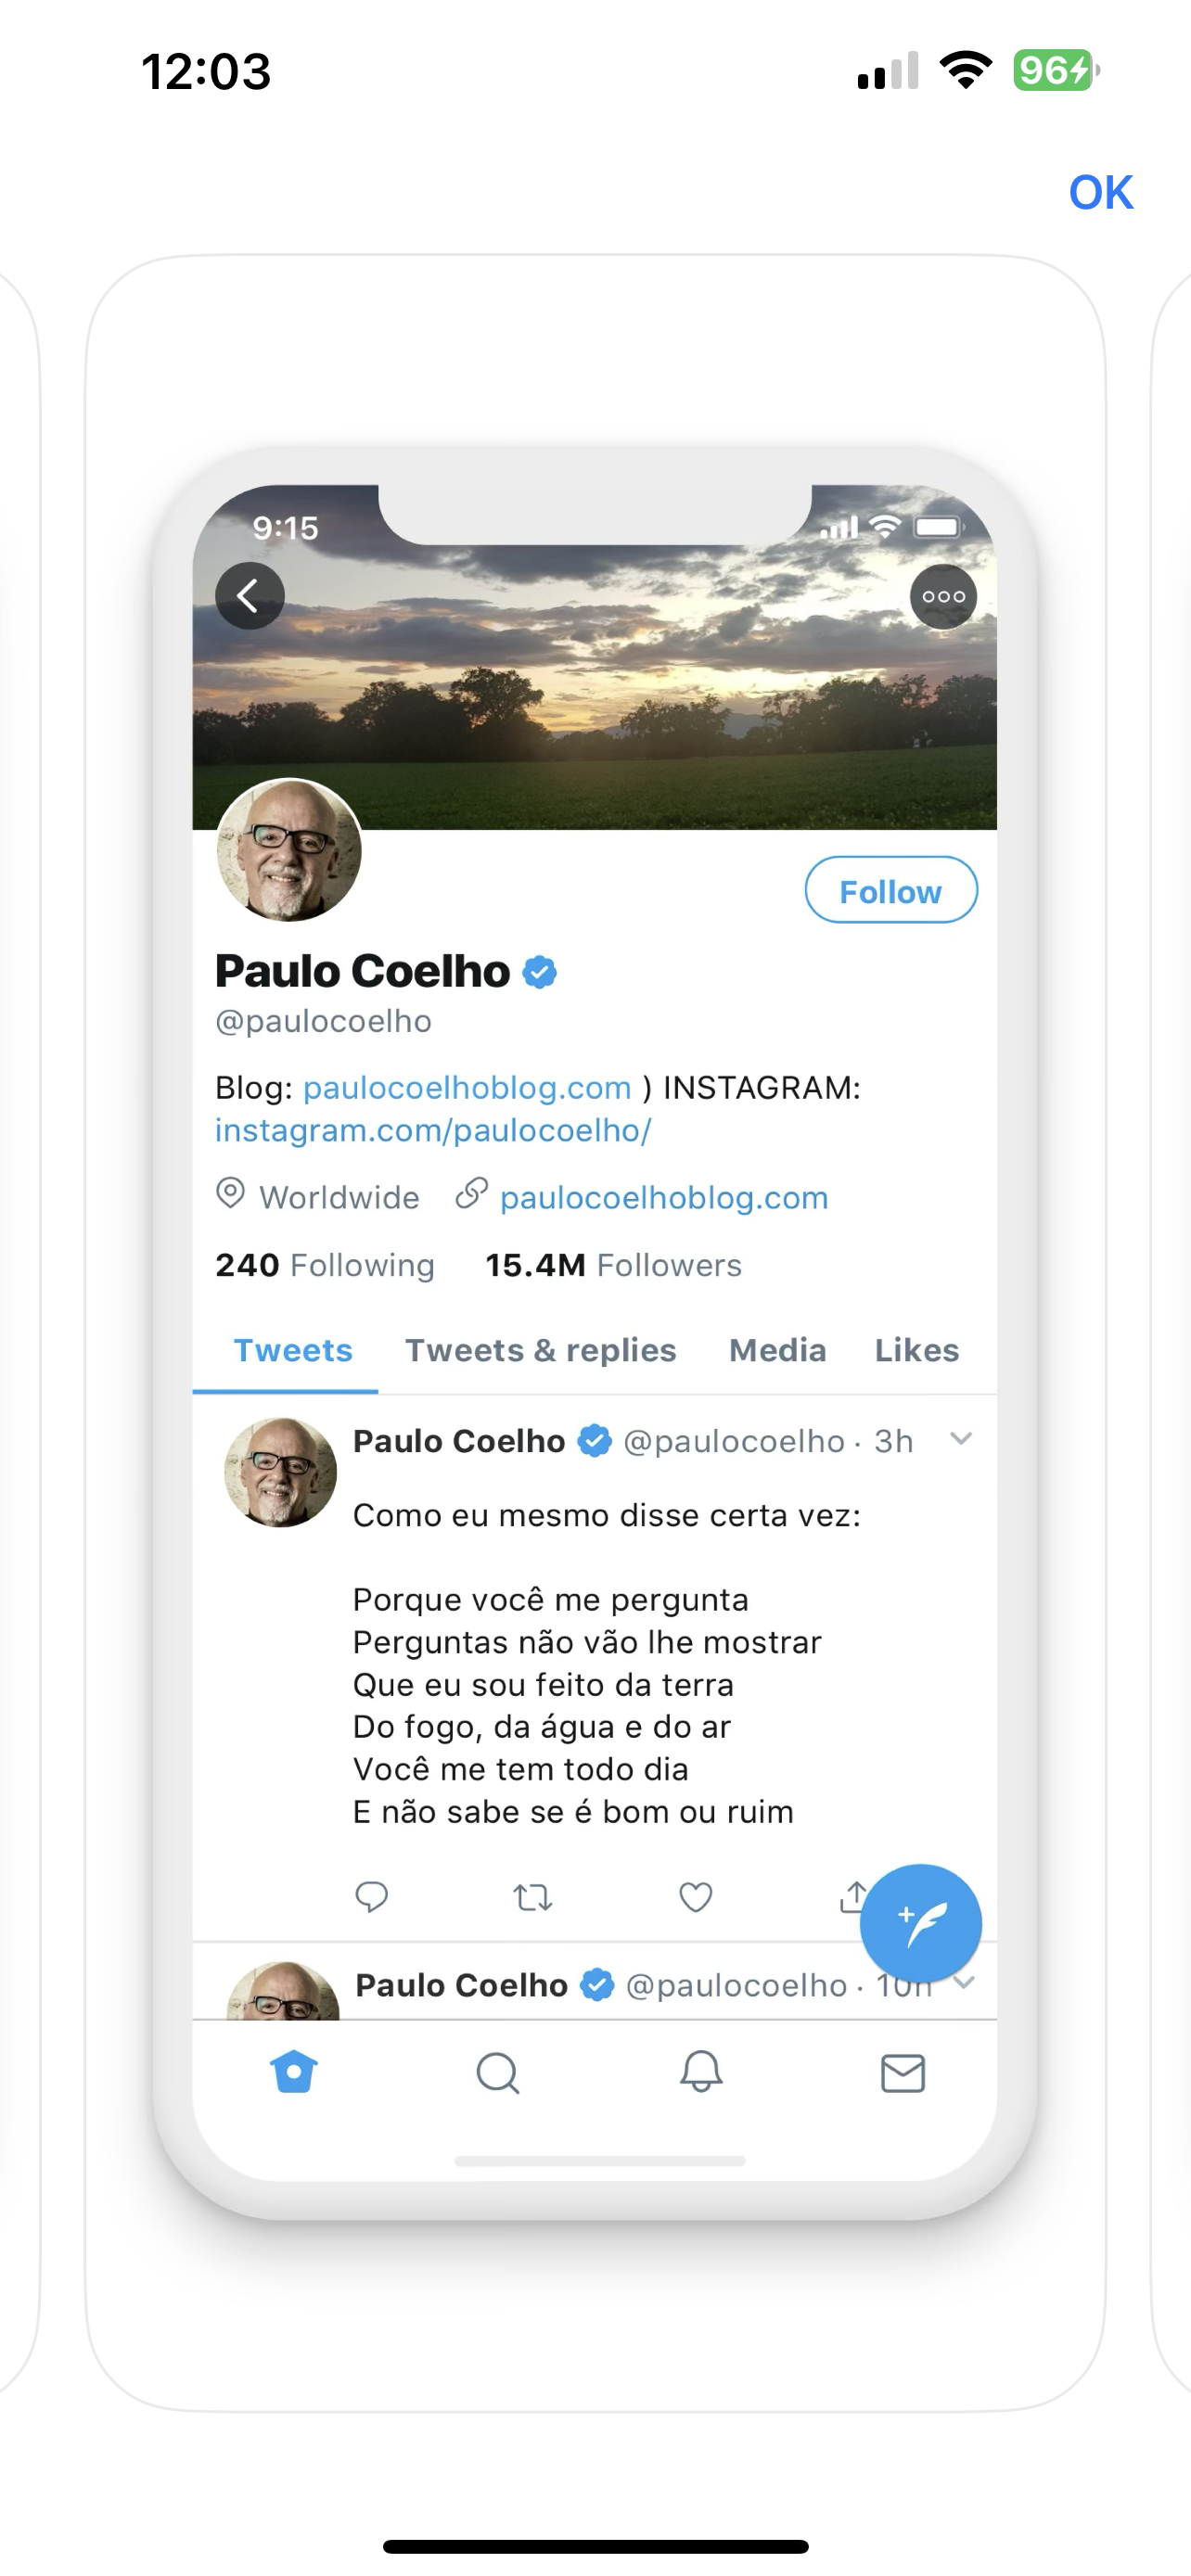 12:03
96
OK
9:15
Follow
Paulo Coelho
@paulocoelho
Blog: paulocoelhoblog.com ) INSTAGRAM:
instagram.com/paulocoelho/
Worldwide paulocoelhoblog.com
240 Following 15.4M Followers
Tweets Tweets & replies Media Likes
Paulo Coelho @paulocoelho · 3h
Como eu mesmo disse certa vez:
Porque você me pergunta
Perguntas não vão lhe mostrar
Que eu sou feito da terra
Do fogo, da água e do ar
Você me tem todo dia
E não sabe se é bom ou ruim
Paulo Coelho @paulocoelho · 10h